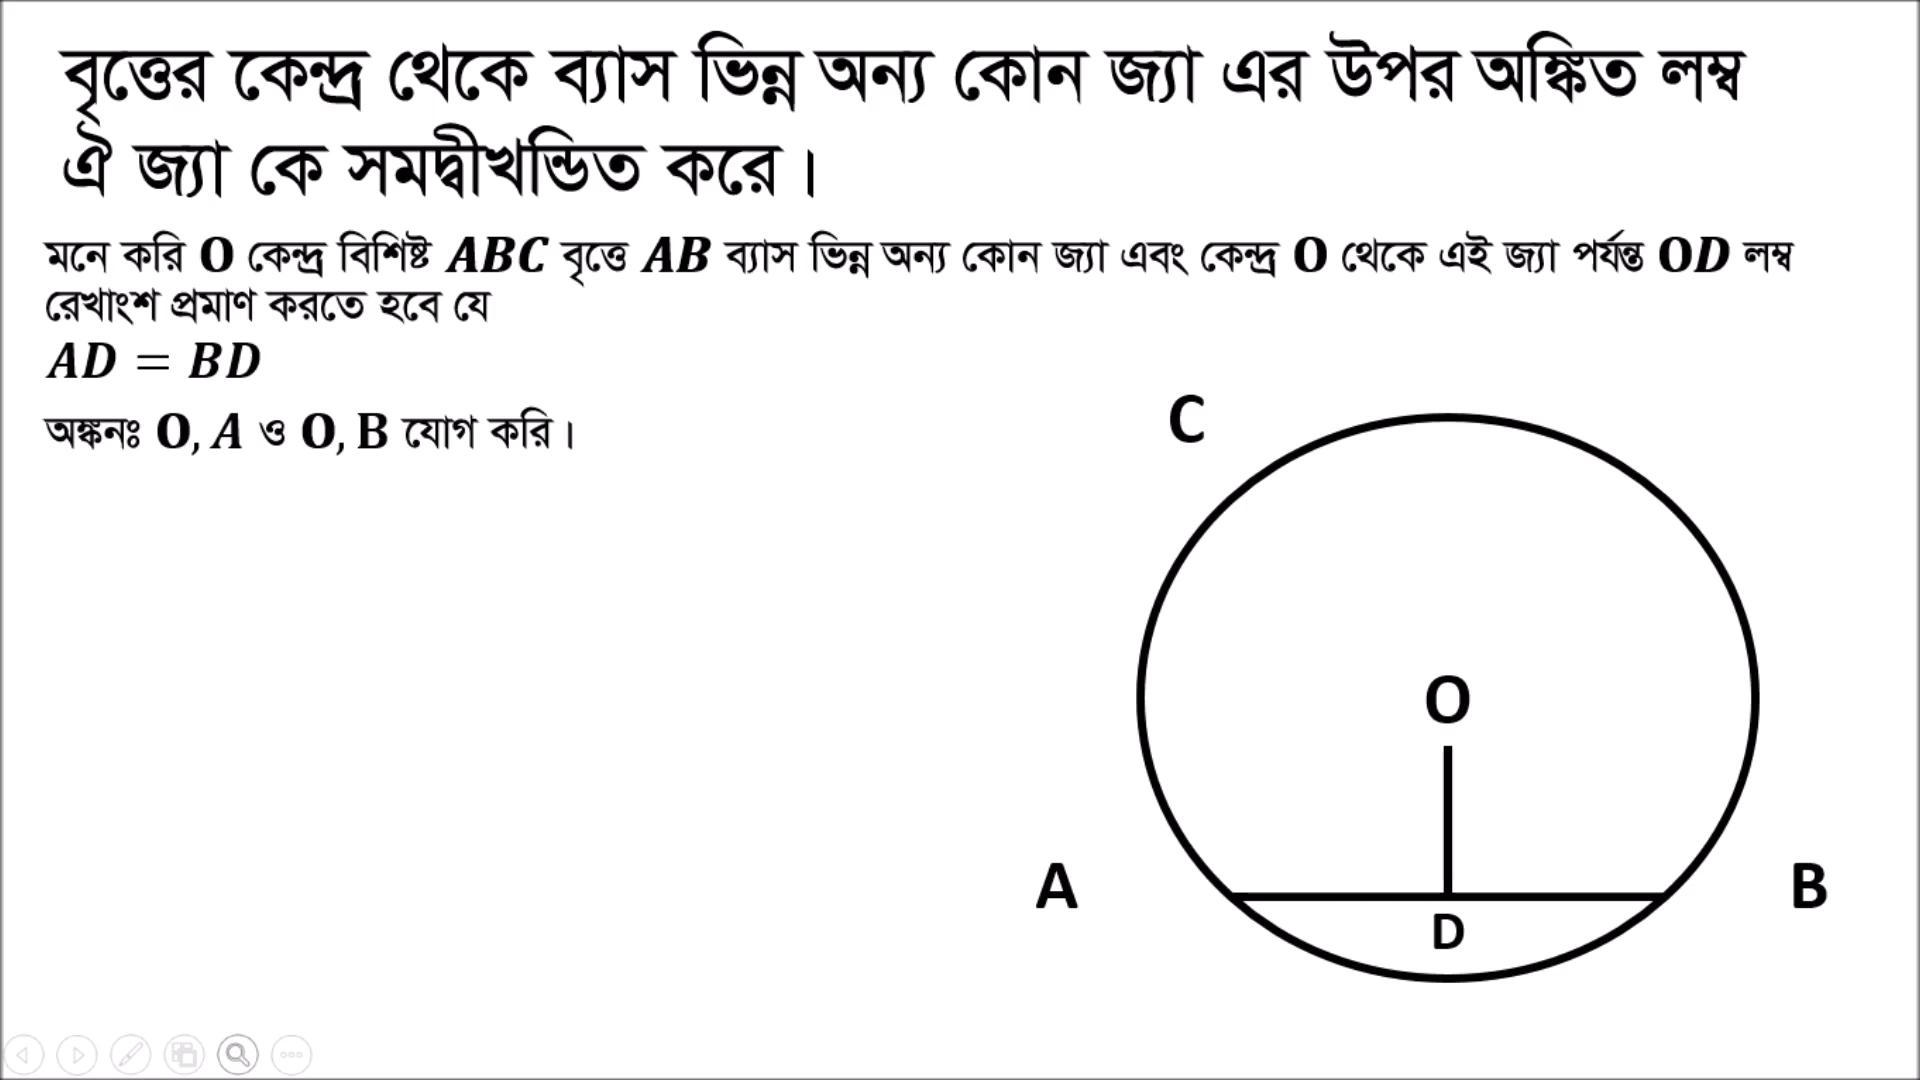 বৃত্তের কেন্দ্র থেকে ব্যাস ভিন্ন অন্য কোন জ্যা এর উপর অঙ্কিত লম্ব
ঐ জ্যা কে সমদ্বীখন্ডিত করে।
মনে করি O কেন্দ্র বিশিষ্ট ABC বৃত্তে AB ব্যাস ভিন্ন অন্য কোন জ্যা এবং কেন্দ্র O থেকে এই জ্যা পর্যন্ত OD লম্ব
রেখাংশ প্রমাণ করতে হবে যে
AD = BD
অঙ্কনঃ O, A ও O, B যোগ করি।
C
O
A
B
D